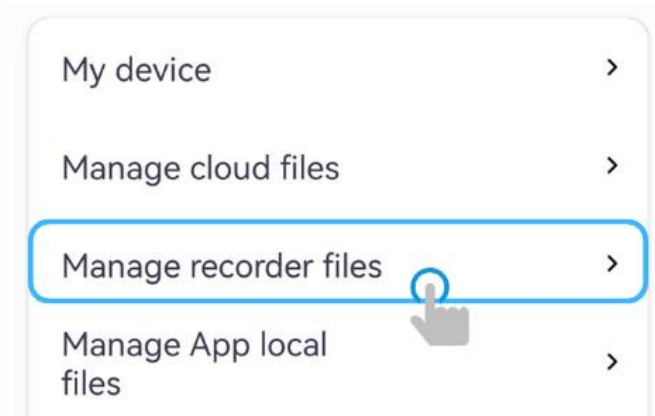 My device
Manage cloud files
Manage recorder files
Manage App local
files